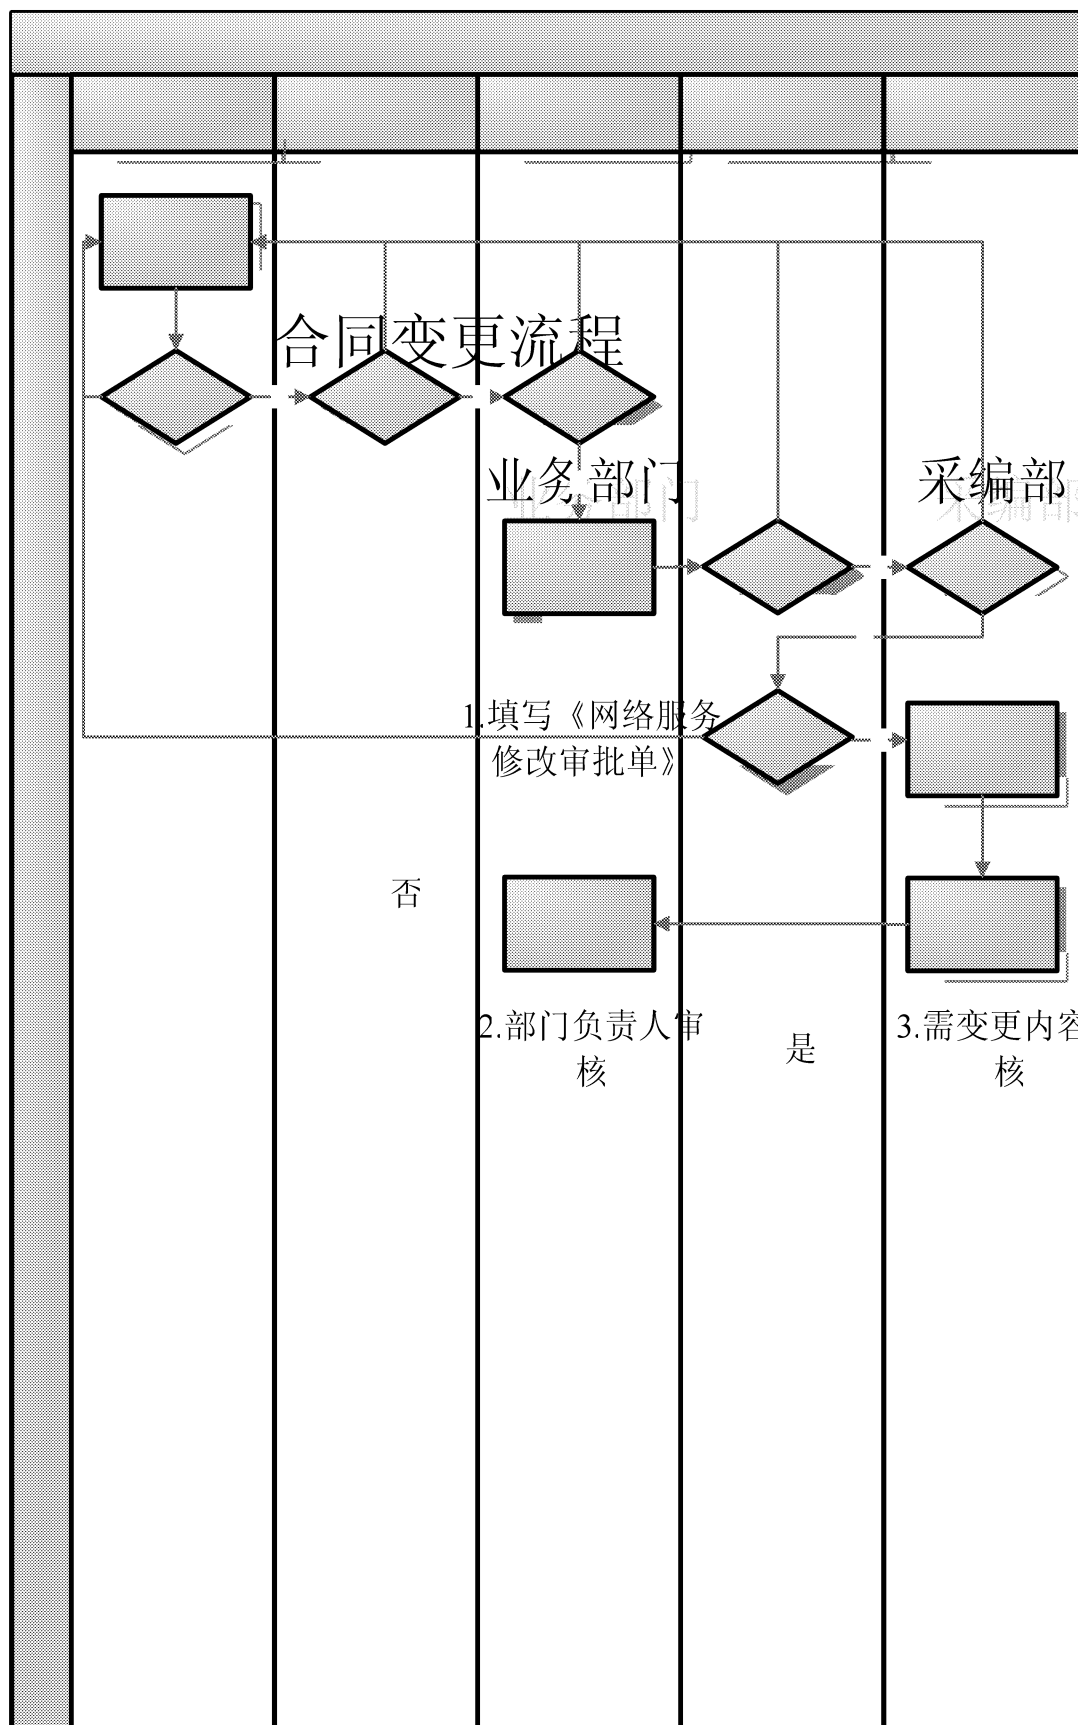 合同变更流程
业务部门
采编部
1.填写《网络服务
修改审批单》
否
2.部门负责人审
核
是
3.需变更内容
核